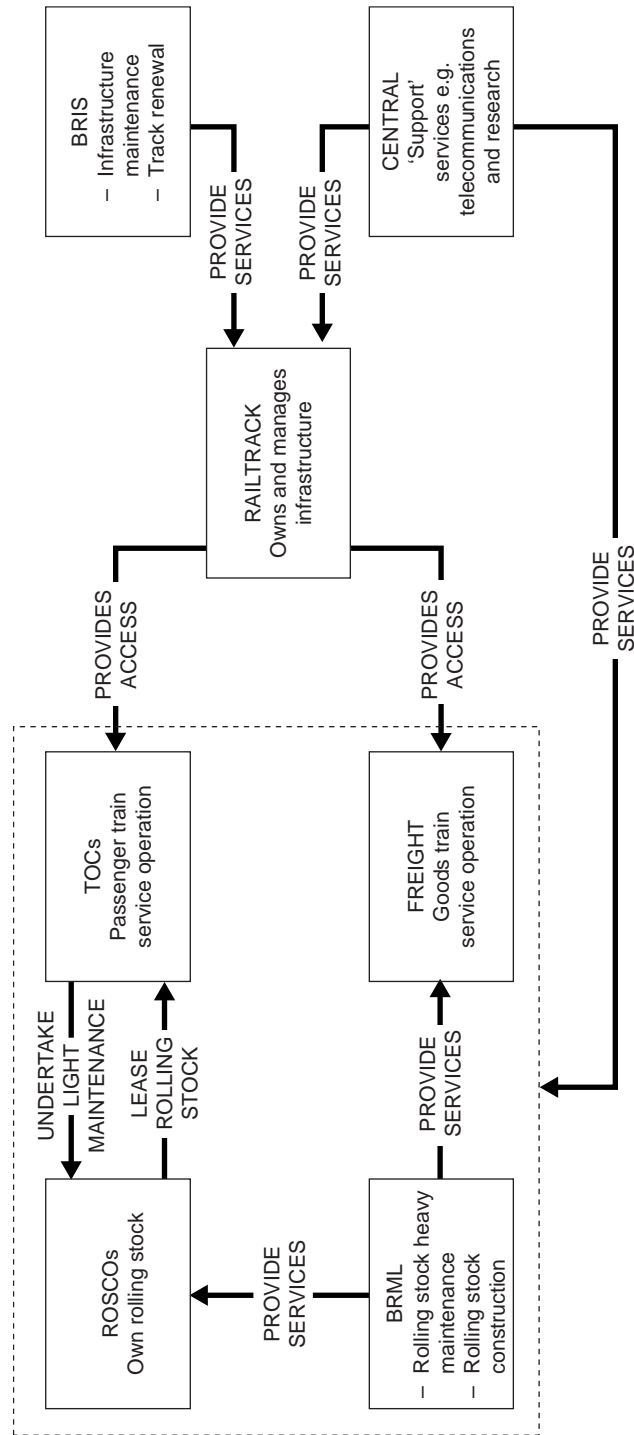 ROSCOs
Own rolling stock
UNDERTAKE
LIGHT
MAINTENANCE
LEASE
ROLLING
STOCK
TOCs
Passenger train
service operation
PROVIDES
ACCESS
RAILTRACK
Owns and manages
infrastructure
PROVIDE
SERVICES
BRIS
– Infrastructure
maintenance
– Track renewal
PROVIDE
SERVICES
BRML
– Rolling stock heavy
maintenance
– Rolling stock
construction
PROVIDE
SERVICES
FREIGHT
Goods train
service operation
PROVIDES
ACCESS
PROVIDE
SERVICES
CENTRAL
‘Support’
services e.g.
telecommunications
and research
PROVIDE
SERVICES